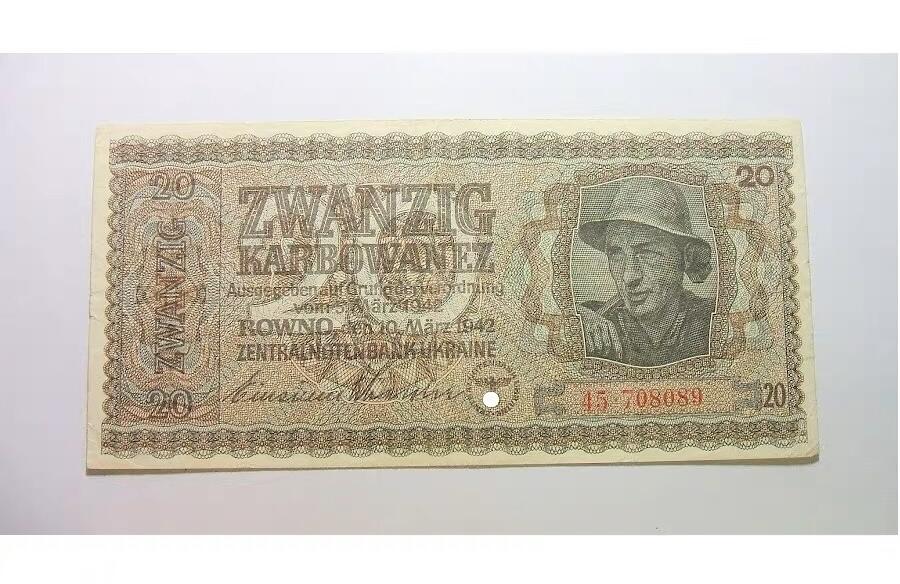 20
20
ZWANZIG
ZWANZIG
KARBOWANEZ
Ausgegeben auf Grund der Verordnung
vom 5. März 1942
ROWNO, den 10. März 1942
ZENTRALNOTENBANK UKRAINE
45·708089
20
20